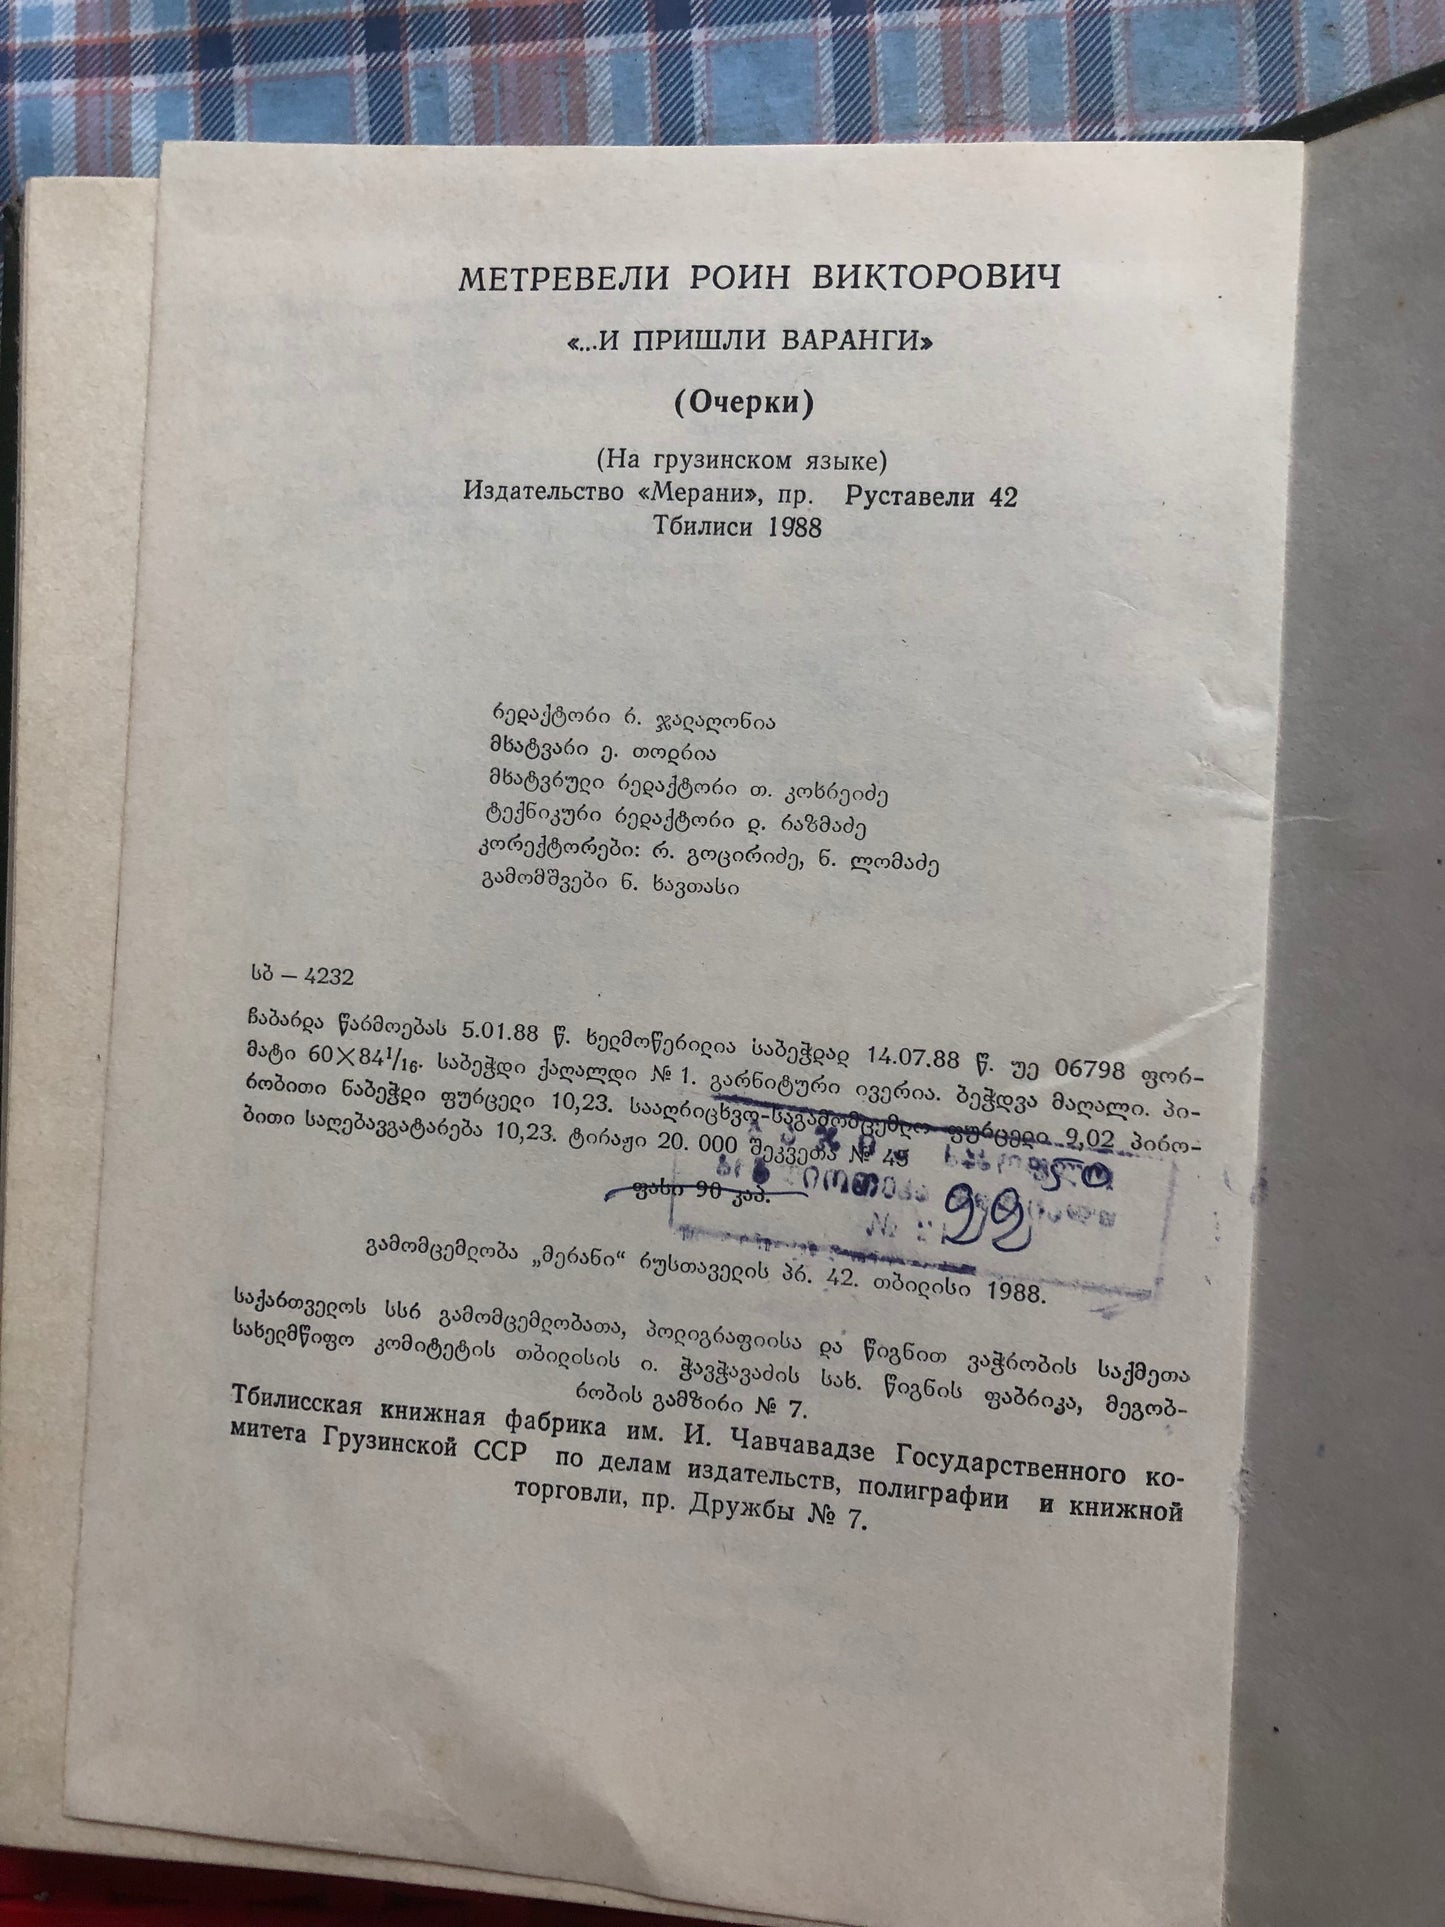 МЕТРЕВЕЛИ РОИН ВИКТОРОВИЧ
«...И ПРИШЛИ ВАРАНГИ»
(Очерки)
(На грузинском языке)
Издательство «Мерани», пр. Руставели 42
Тбилиси 1988
რედაქტორი რ. ჯალაღონია
მხატვარი ე. თოდრია
მხატვრული რედაქტორი თ. კოხრეიძე
ტექნიკური რედაქტორი დ. რაზმაძე
კორექტორები: რ. გოცირიძე, ნ. ლომაძე
გამომშვები ნ. ხავთასი
სბ — 4232
ჩაბარდა წარმოებას 5.01.88 წ. ხელმოწერილია საბეჭდად 14.07.88 წ. უე 06798 ფორ-
მატი 60×84¹/₁₆. საბეჭდი ქაღალდი № 1. გარნიტური ივერია. ბეჭდვა მაღალი. პი-
რობითი ნაბეჭდი ფურცელი 10,23. სააღრიცხვო-საგამომცემლო ფურცელი 9,02 პირო-
ბითი საღებავგატარება 10,23. ტირაჟი 20. 000 შეკვეთა №
ფასი 90 კაპ.
№ 22
გამომცემლობა „მერანი“ რუსთაველის პრ. 42. თბილისი 1988.
საქართველოს სსრ გამომცემლობათა, პოლიგრაფიისა და წიგნით ვაჭრობის საქმეთა
სახელმწიფო კომიტეტის თბილისის ი. ჭავჭავაძის სახ. წიგნის ფაბრიკა, მეგობ-
რობის გამზირი № 7.
Тбилисская книжная фабрика им. И. Чавчавадзе Государственного ко-
митета Грузинской ССР по делам издательств, полиграфии и книжной
торговли, пр. Дружбы № 7.